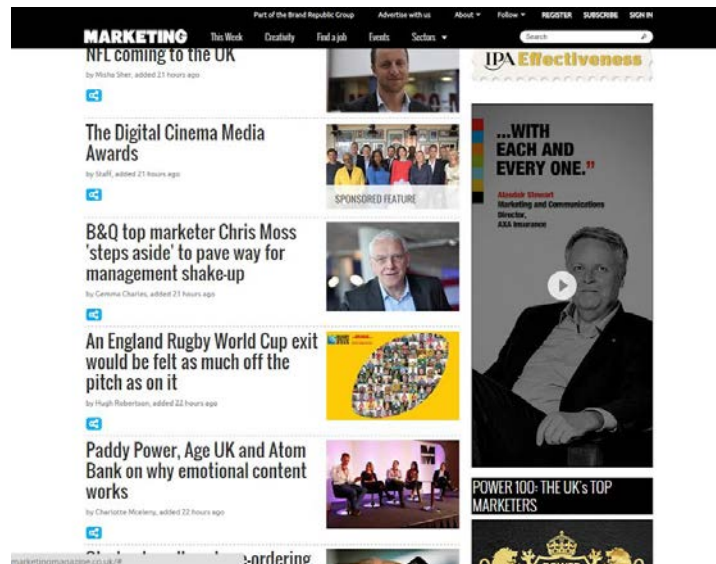 Part of the Brand Republic Group Advertise with us About Follow REGISTER SUBSCRIBE SIGN IN
MARKETING This Week Creativity Find a job Events Sectors Search
NFL coming to the UK
by Misha Sher, added 21 hours ago
The Digital Cinema Media
Awards
by Staff, added 21 hours ago
SPONSORED FEATURE
B&Q top marketer Chris Moss
'steps aside' to pave way for
management shake-up
by Gemma Charles, added 21 hours ago
An England Rugby World Cup exit
would be felt as much off the
pitch as on it
by Hugh Robertson, added 22 hours ago
Paddy Power, Age UK and Atom
Bank on why emotional content
works
by Charlotte Mceleny, added 22 hours ago
-ordering
marketingmagazine.co.uk/#
IPA Effectiveness
...WITH
EACH AND
EVERY ONE."
Alasdair Stewart
Marketing and Communications
Director,
AXA Insurance
POWER 100: THE UK's TOP
MARKETERS
POWER